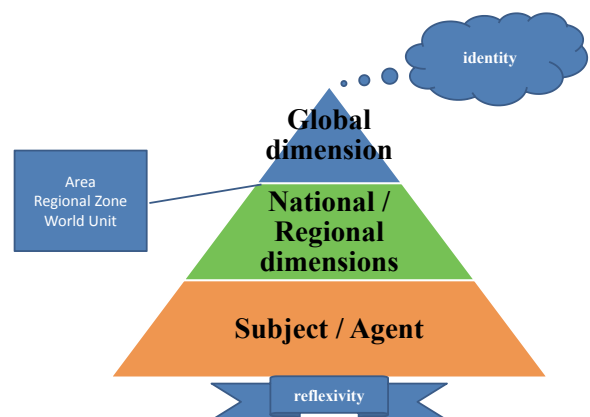 identity
Global
dimension
Area
Regional Zone
World Unit
National /
Regional
dimensions
Subject / Agent
reflexivity